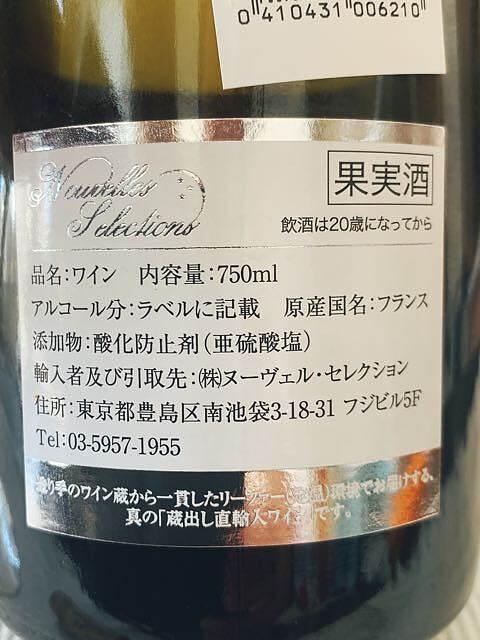 0 410431 006210
Nouvelles
Selections
果実酒
飲酒は20歳になってから
品名:ワイン 内容量:750ml
アルコール分:ラベルに記載 原産国名:フランス
添加物:酸化防止剤(亜硫酸塩)
輸入者及び引取先:㈱ヌーヴェル・セレクション
住所:東京都豊島区南池袋3-18-31 フジビル5F
Tel:03-5957-1955
り手のワイン蔵から一貫したリーファー(定温)環境でお届けする、
真の「蔵出し直輸入ワイン」です。